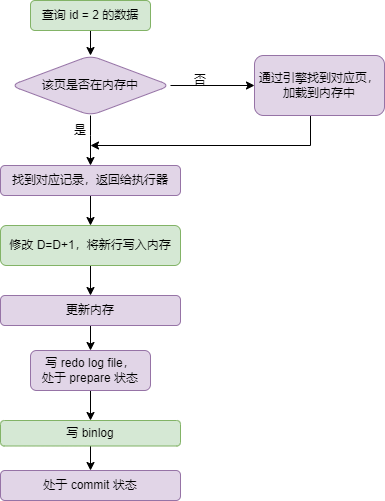 查询 id = 2 的数据
该页是否在内存中
否
通过引擎找到对应页，
加载到内存中
是
找到对应记录，返回给执行器
修改 D=D+1，将新行写入内存
更新内存
写 redo log file，
处于 prepare 状态
写 binlog
处于 commit 状态